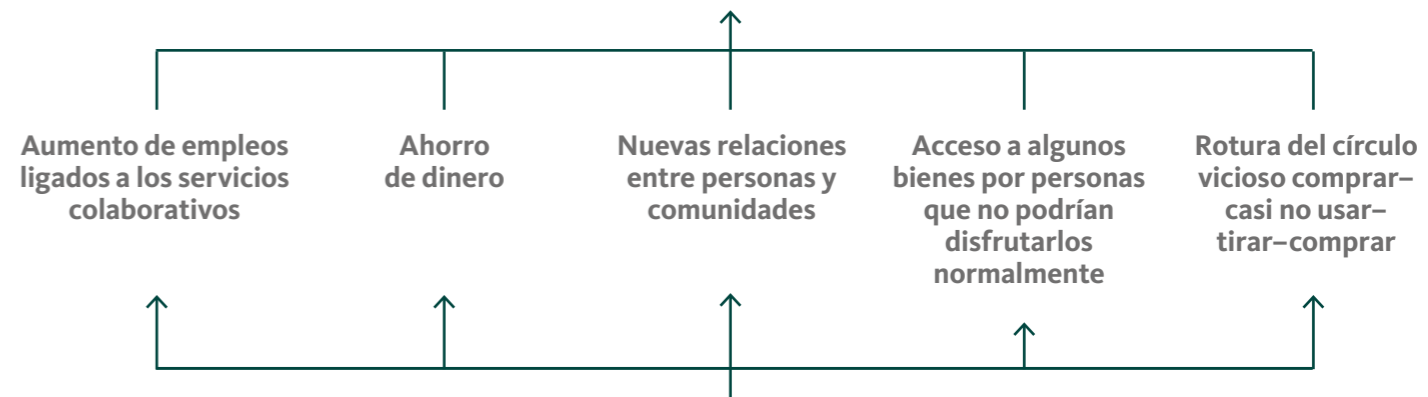 Aumento de empleos
ligados a los servicios
colaborativos
Ahorro
de dinero
Nuevas relaciones
entre personas y
comunidades
Acceso a algunos
bienes por personas
que no podrían
disfrutarlos
normalmente
Rotura del círculo
vicioso comprar–
casi no usar–
tirar–comprar